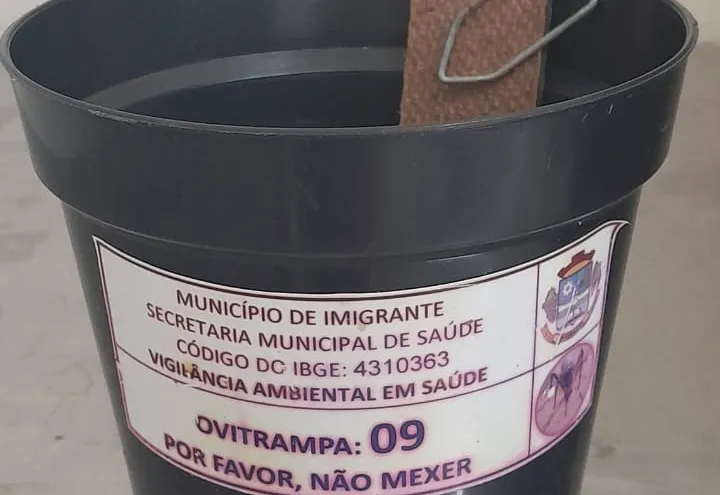 MUNICÍPIO DE IMIGRANTE
SECRETARIA MUNICIPAL DE SAÚDE
CÓDIGO DO IBGE: 4310363
VIGILÂNCIA AMBIENTAL EM SAÚDE
OVITRAMPA: 09
POR FAVOR, NÃO MEXER